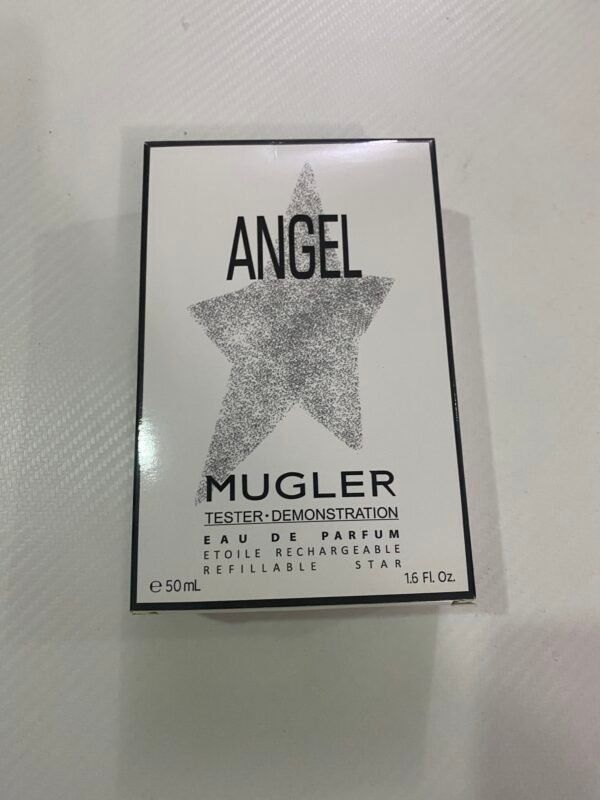 ANGEL
MUGLER
TESTER•DEMONSTRATION
EAU DE PARFUM
ETOILE RECHARGEABLE
REFILLABLE STAR
℮ 50 mL 1.6 Fl. Oz.